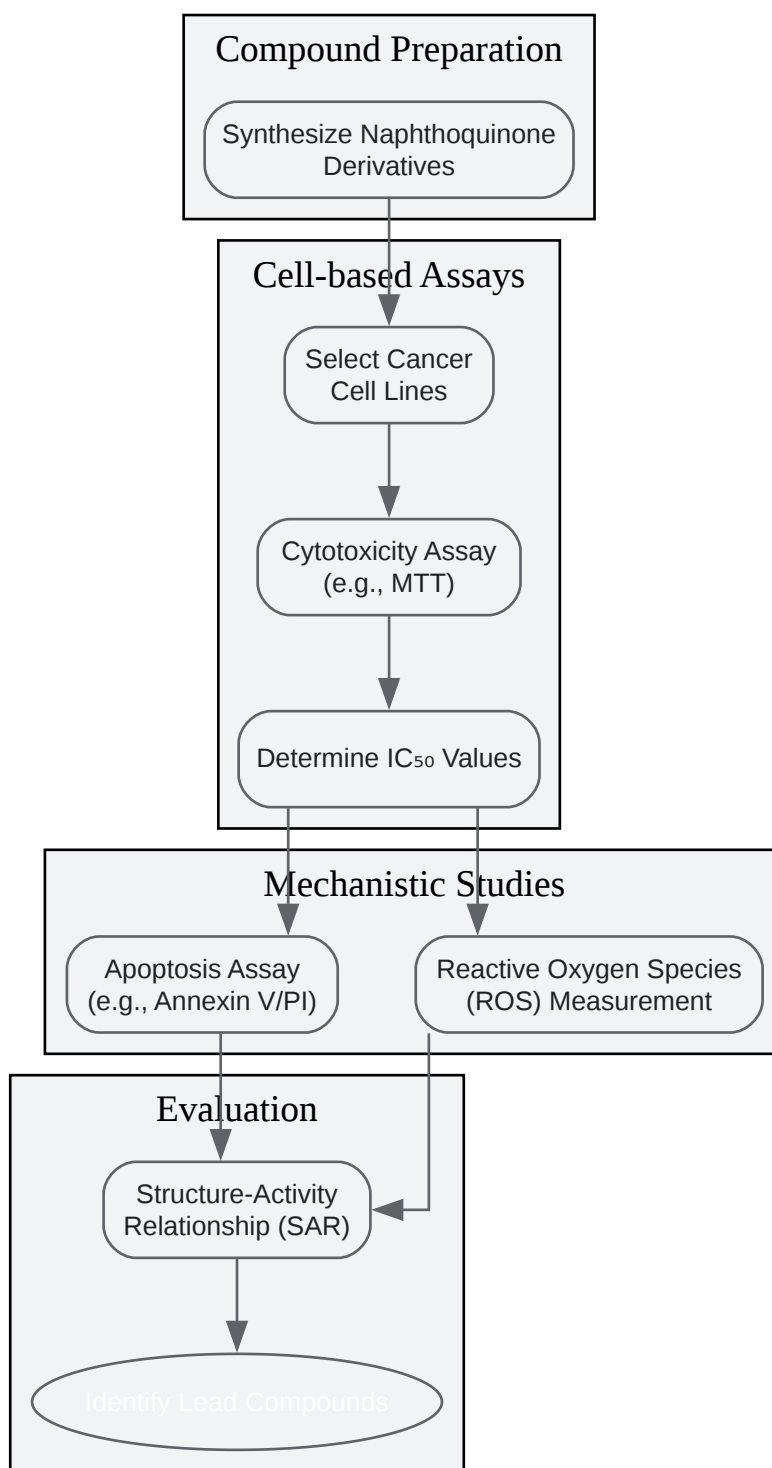 Compound Preparation
Synthesize Naphthoquinone
Derivatives
Cell-based Assays
Select Cancer
Cell Lines
Cytotoxicity Assay
(e.g., MTT)
Determine IC₅₀ Values
Mechanistic Studies
Apoptosis Assay
(e.g., Annexin V/PI)
Reactive Oxygen Species
(ROS) Measurement
Evaluation
Structure-Activity
Relationship (SAR)
Identify Lead Compounds